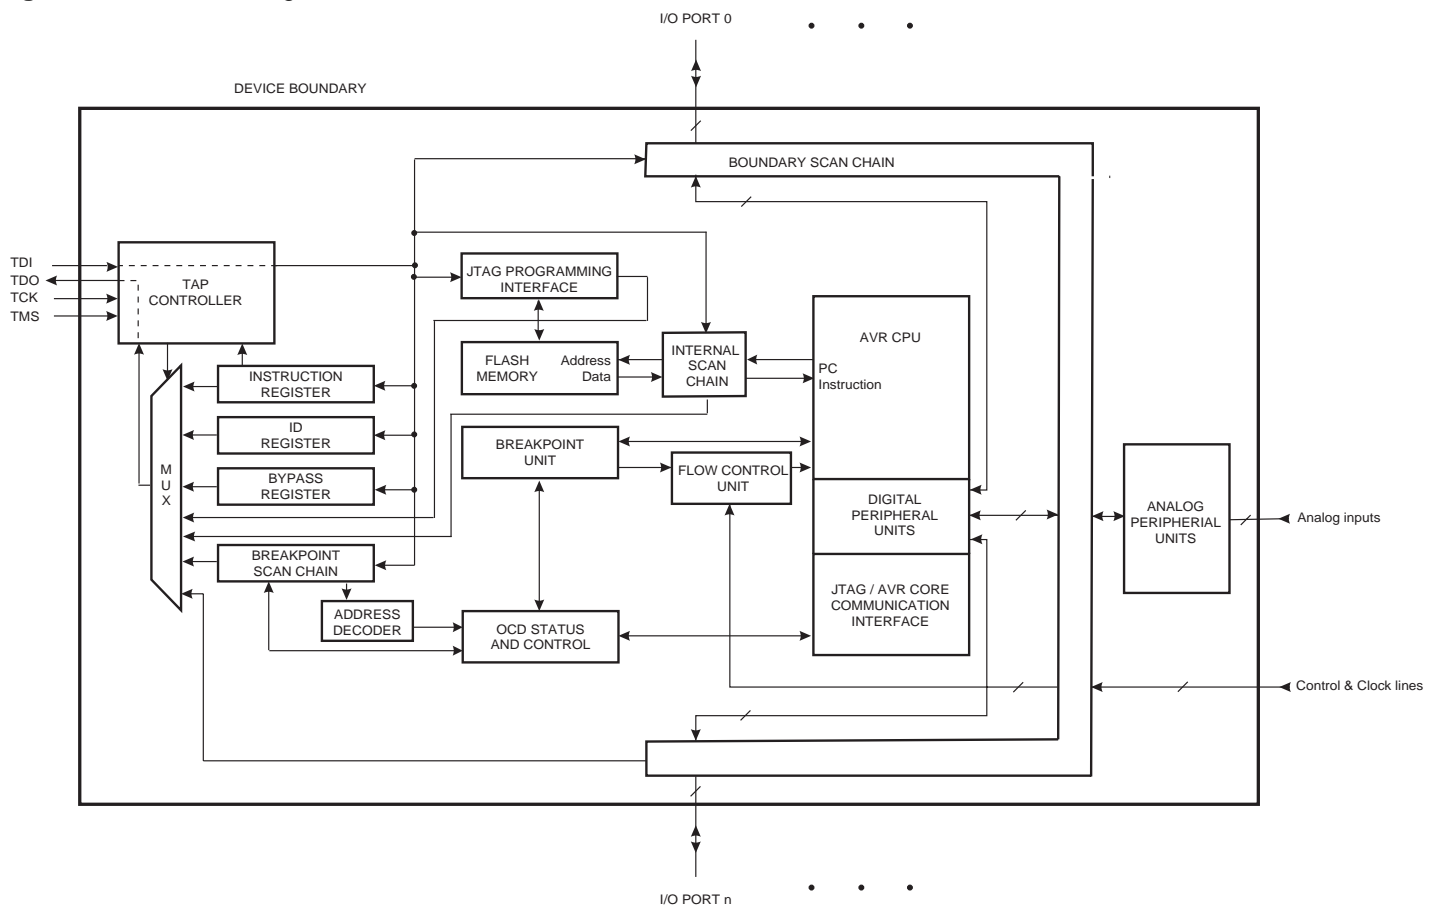 I/O PORT 0
DEVICE BOUNDARY
BOUNDARY SCAN CHAIN
TDI
TDO
TCK
TMS
TAP
CONTROLLER
JTAG PROGRAMMING
INTERFACE
FLASH
MEMORY
Address
Data
INTERNAL
SCAN
CHAIN
AVR CPU
PC
Instruction
INSTRUCTION
REGISTER
ID
REGISTER
BYPASS
REGISTER
M
U
X
BREAKPOINT
UNIT
FLOW CONTROL
UNIT
DIGITAL
PERIPHERAL
UNITS
ANALOG
PERIPHERIAL
UNITS
Analog inputs
BREAKPOINT
SCAN CHAIN
ADDRESS
DECODER
OCD STATUS
AND CONTROL
JTAG / AVR CORE
COMMUNICATION
INTERFACE
Control & Clock lines
I/O PORT n